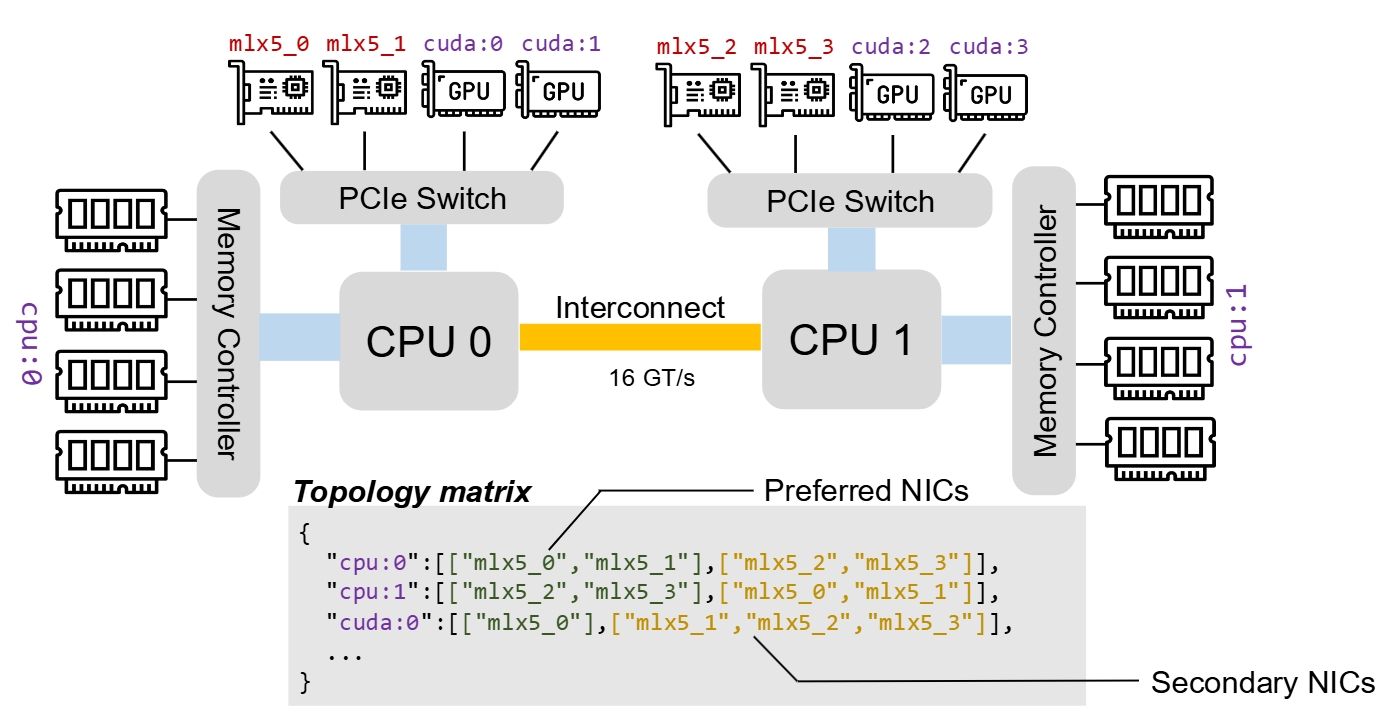 mlx5_0 mlx5_1 cuda:0 cuda:1
mlx5_2 mlx5_3 cuda:2 cuda:3
GPU GPU
GPU GPU
PCIe Switch
PCIe Switch
cpu:0
Memory Controller
CPU 0
Interconnect
16 GT/s
CPU 1
Memory Controller
cpu:1
Topology matrix
Preferred NICs
{
"cpu:0":[["mlx5_0","mlx5_1"],["mlx5_2","mlx5_3"]],
"cpu:1":[["mlx5_2","mlx5_3"],["mlx5_0","mlx5_1"]],
"cuda:0":[["mlx5_0"],["mlx5_1","mlx5_2","mlx5_3"]],
...
}
Secondary NICs